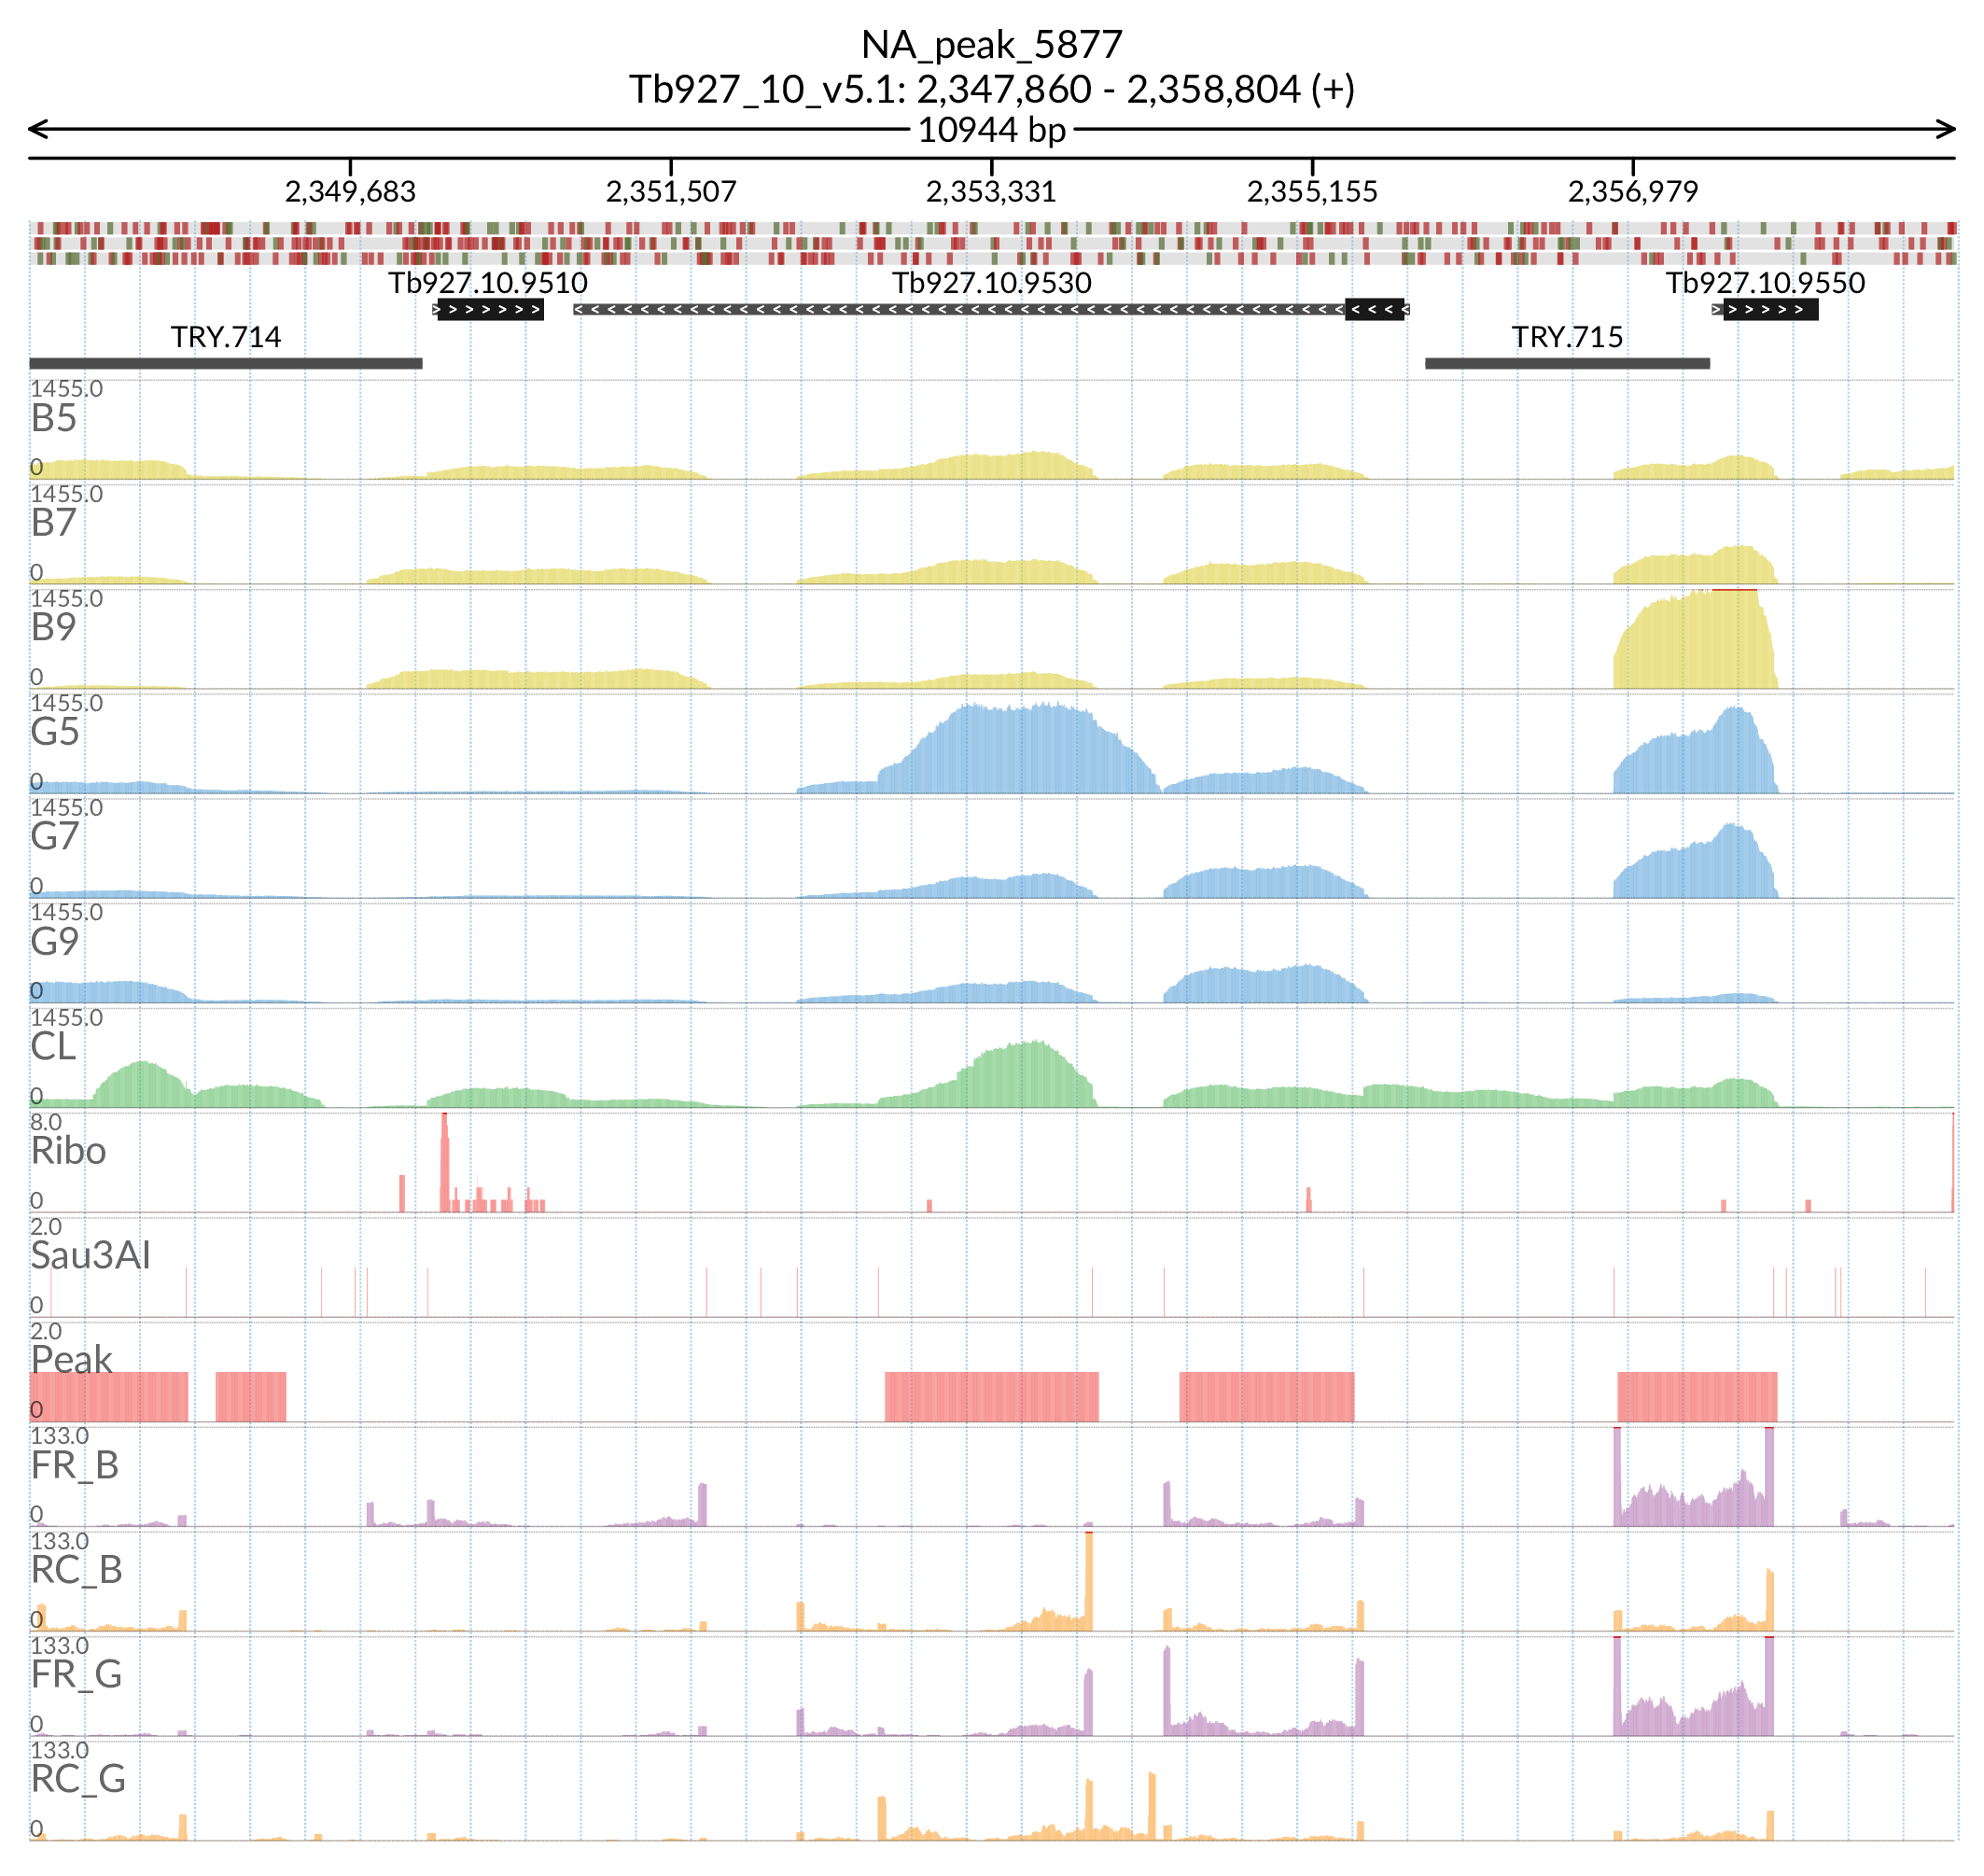 NA_peak_5877
Tb927_10_v5.1: 2,347,860 - 2,358,804 (+)
10944 bp
2,349,683 2,351,507 2,353,331 2,355,155 2,356,979
Tb927.10.9510 Tb927.10.9530 Tb927.10.9550
TRY.714 TRY.715
1455.0
B5
0
1455.0
B7
0
1455.0
B9
0
1455.0
G5
0
1455.0
G7
0
1455.0
G9
0
1455.0
CL
0
8.0
Ribo
0
2.0
Sau3AI
0
2.0
Peak
0
133.0
FR_B
0
133.0
RC_B
0
133.0
FR_G
0
133.0
RC_G
0